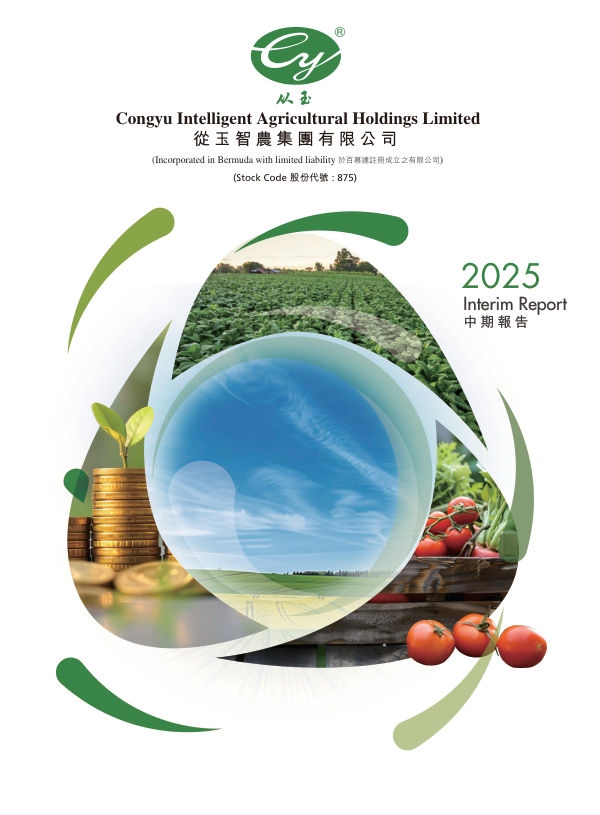 Cy®
从玉
Congyu Intelligent Agricultural Holdings Limited
從玉智農集團有限公司
(Incorporated in Bermuda with limited liability 於百慕達註冊成立之有限公司)
(Stock Code 股份代號 : 875)
2025
Interim Report
中期報告